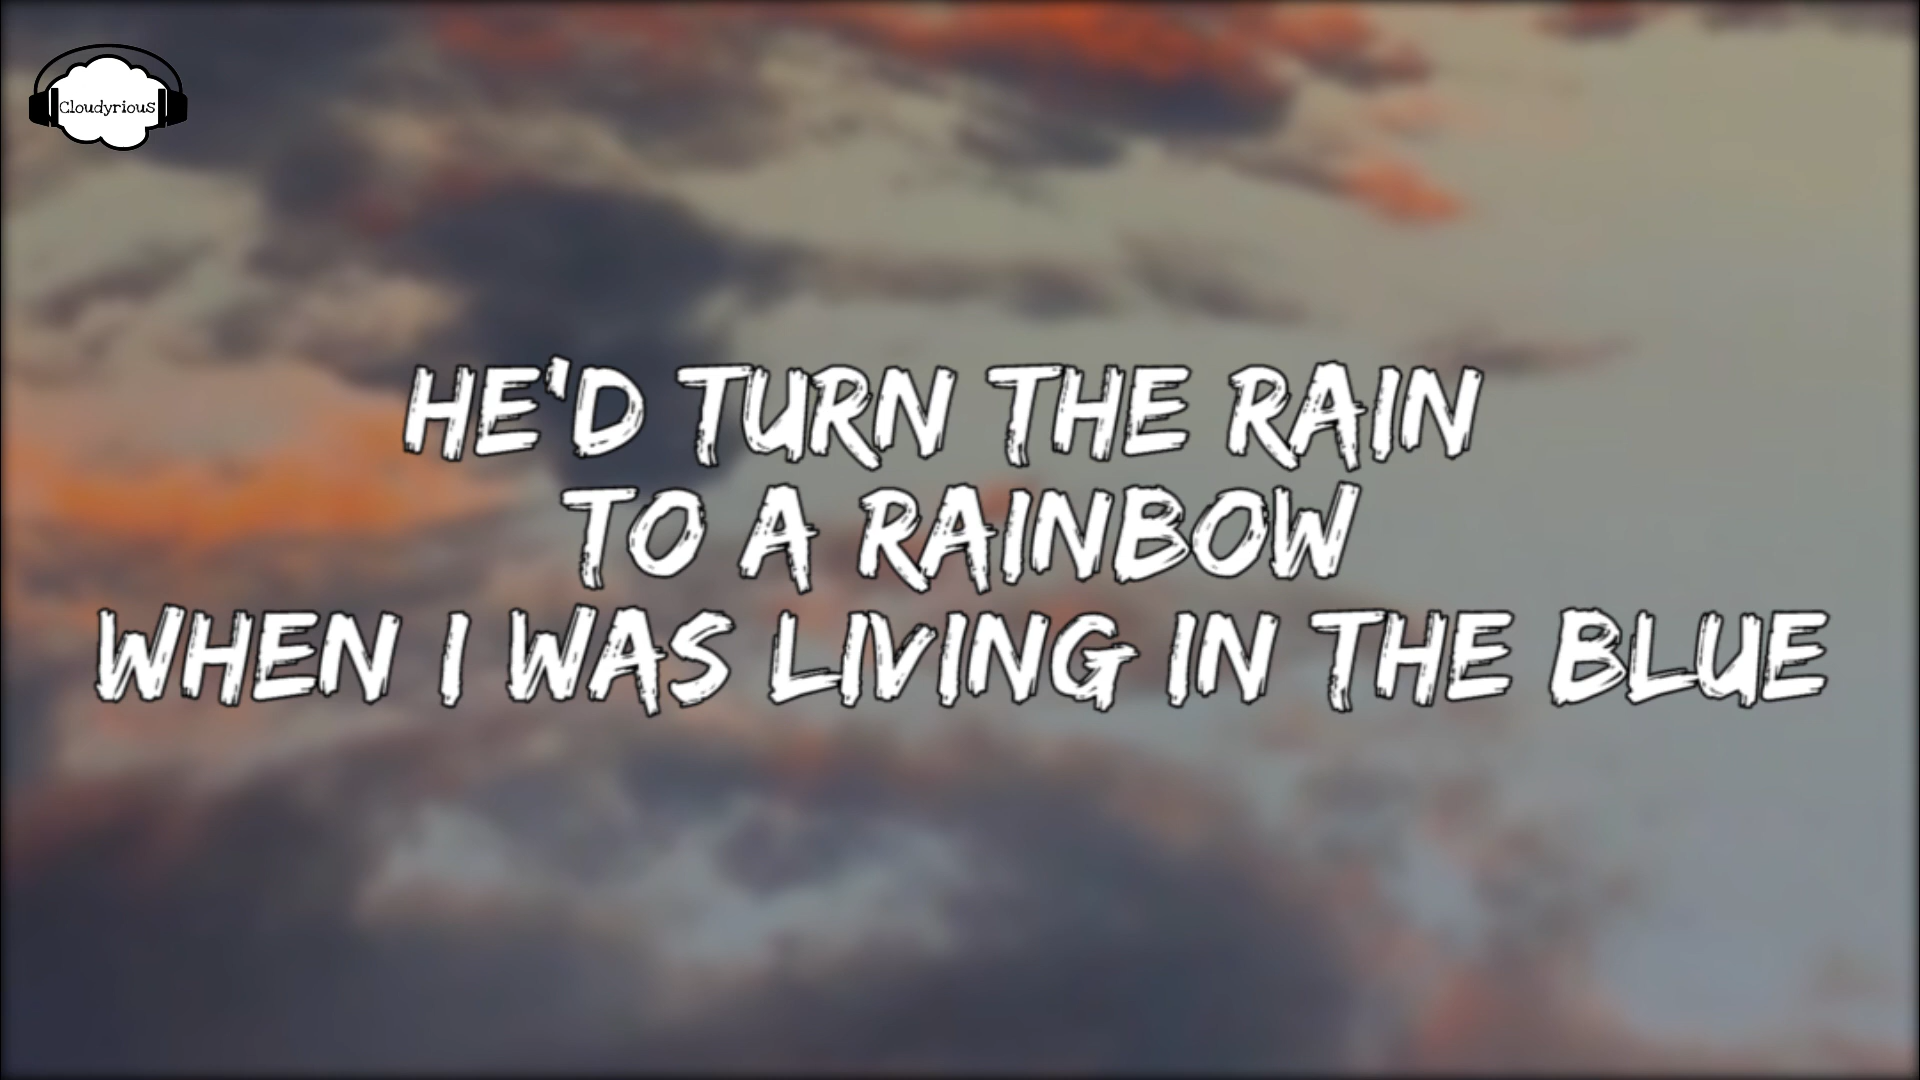 Cloudyrious
HE'D TURN THE RAIN
TO A RAINBOW
WHEN I WAS LIVING IN THE BLUE